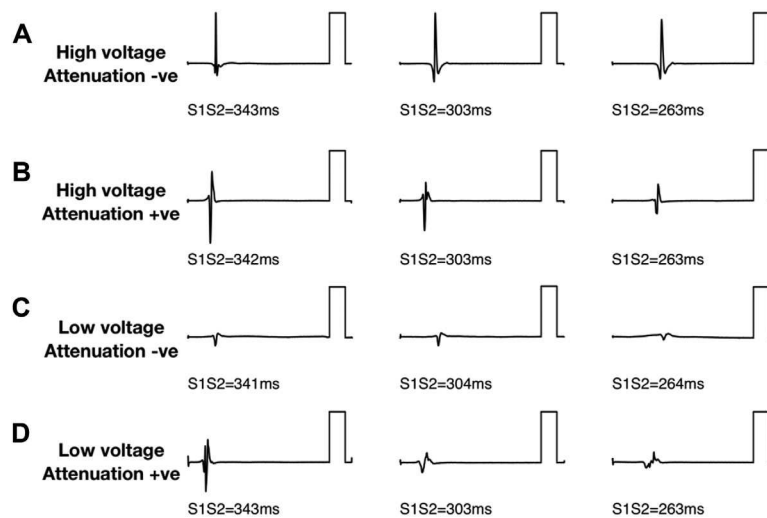 A
High voltage
Attenuation -ve
S1S2=343ms S1S2=303ms S1S2=263ms
B
High voltage
Attenuation +ve
S1S2=342ms S1S2=303ms S1S2=263ms
C
Low voltage
Attenuation -ve
S1S2=341ms S1S2=304ms S1S2=264ms
D
Low voltage
Attenuation +ve
S1S2=343ms S1S2=303ms S1S2=263ms